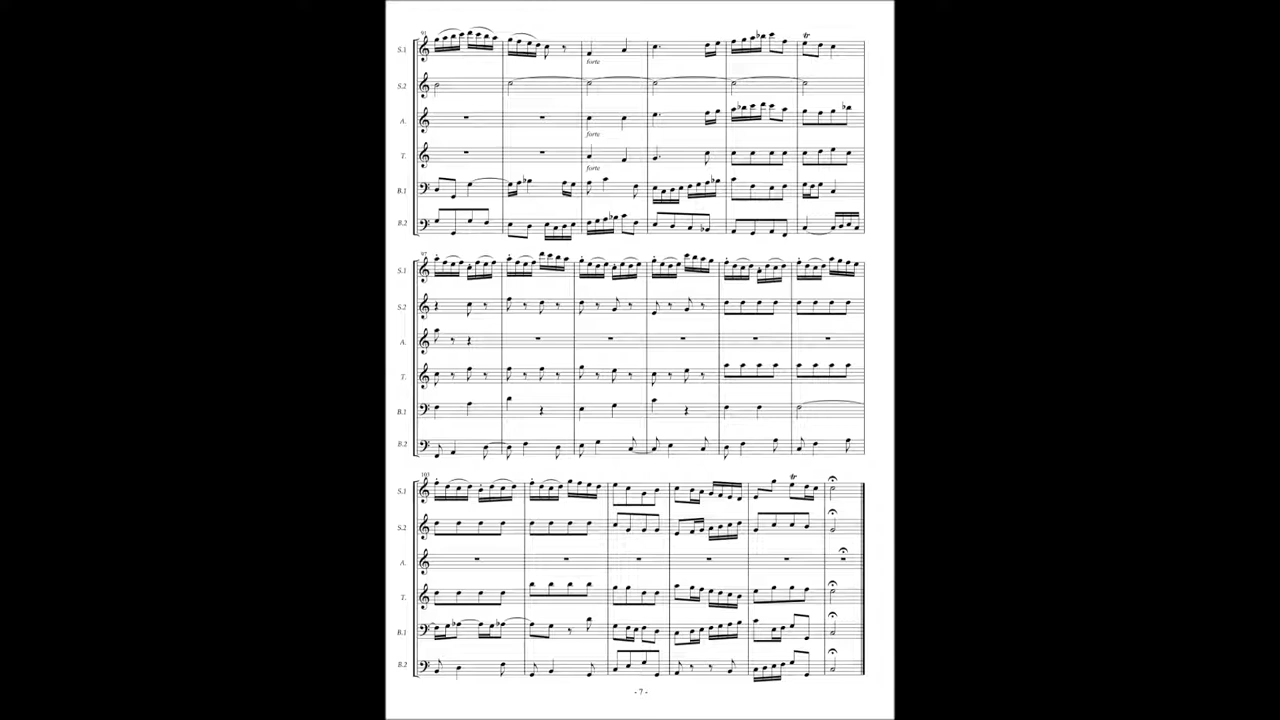 91
S.1
forte
S.2
A.
forte
T.
forte
B.1
B.2
97
S.1
S.2
A.
T.
B.1
B.2
103
S.1
S.2
A.
T.
B.1
B.2
- 7 -